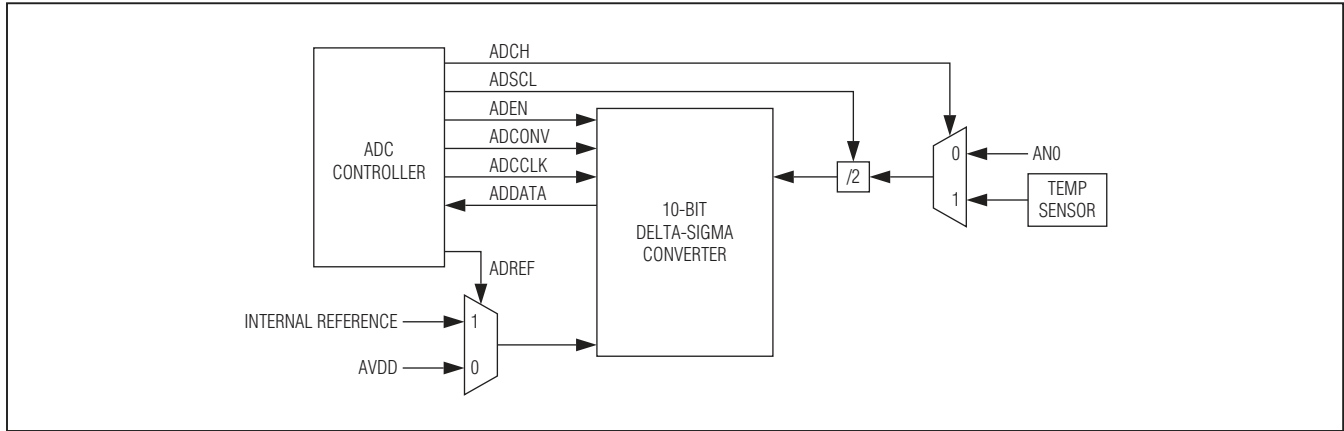 ADCH
ADSCL
ADEN
ADCONV
ADCCLK
ADDATA
ADC
CONTROLLER
ADREF
INTERNAL REFERENCE
1
AVDD
0
10-BIT
DELTA-SIGMA
CONVERTER
/2
0
AN0
1
TEMP
SENSOR